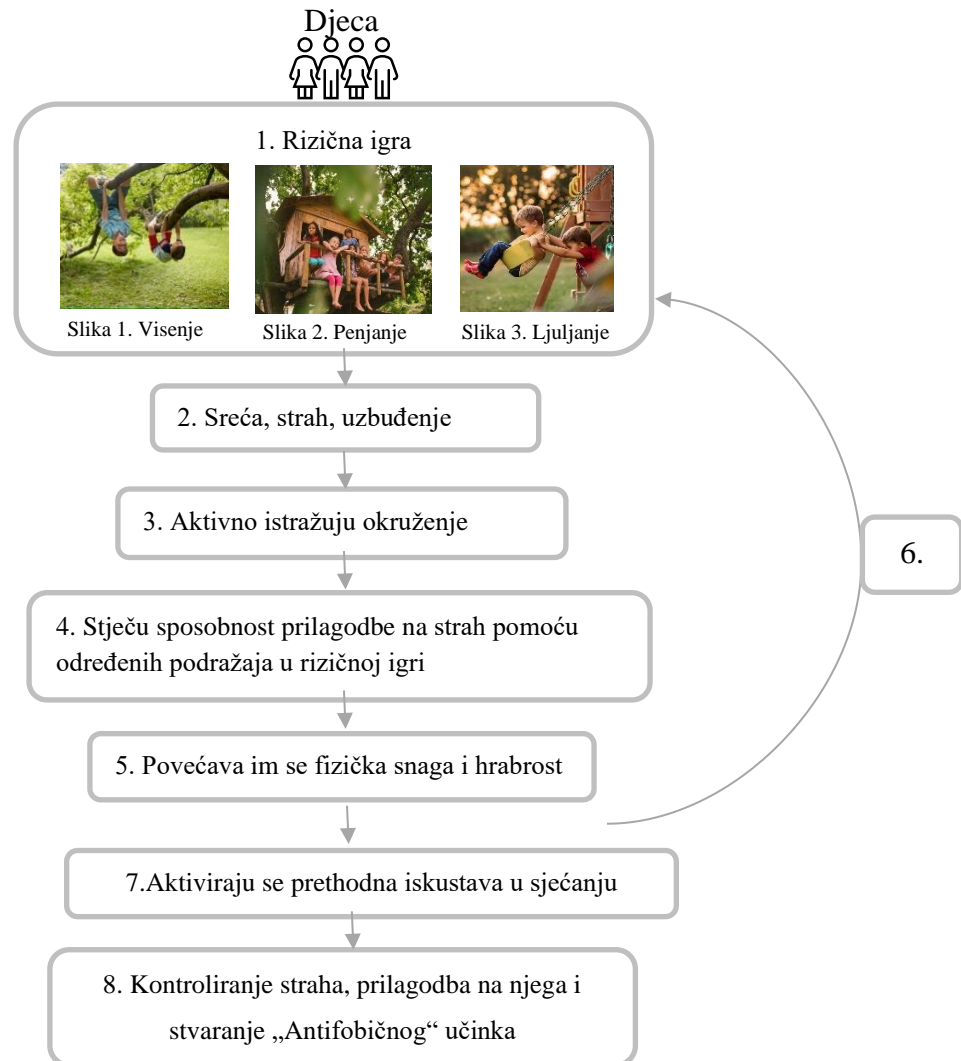 Djeca
1. Rizična igra
Slika 1. Visenje
Slika 2. Penjanje
Slika 3. Ljuljanje
2. Sreća, strah, uzbuđenje
3. Aktivno istražuju okruženje
6.
4. Stječu sposobnost prilagodbe na strah pomoću
određenih podražaja u rizičnoj igri
5. Povećava im se fizička snaga i hrabrost
7.Aktiviraju se prethodna iskustava u sjećanju
8. Kontroliranje straha, prilagodba na njega i
stvaranje „Antifobičnog“ učinka